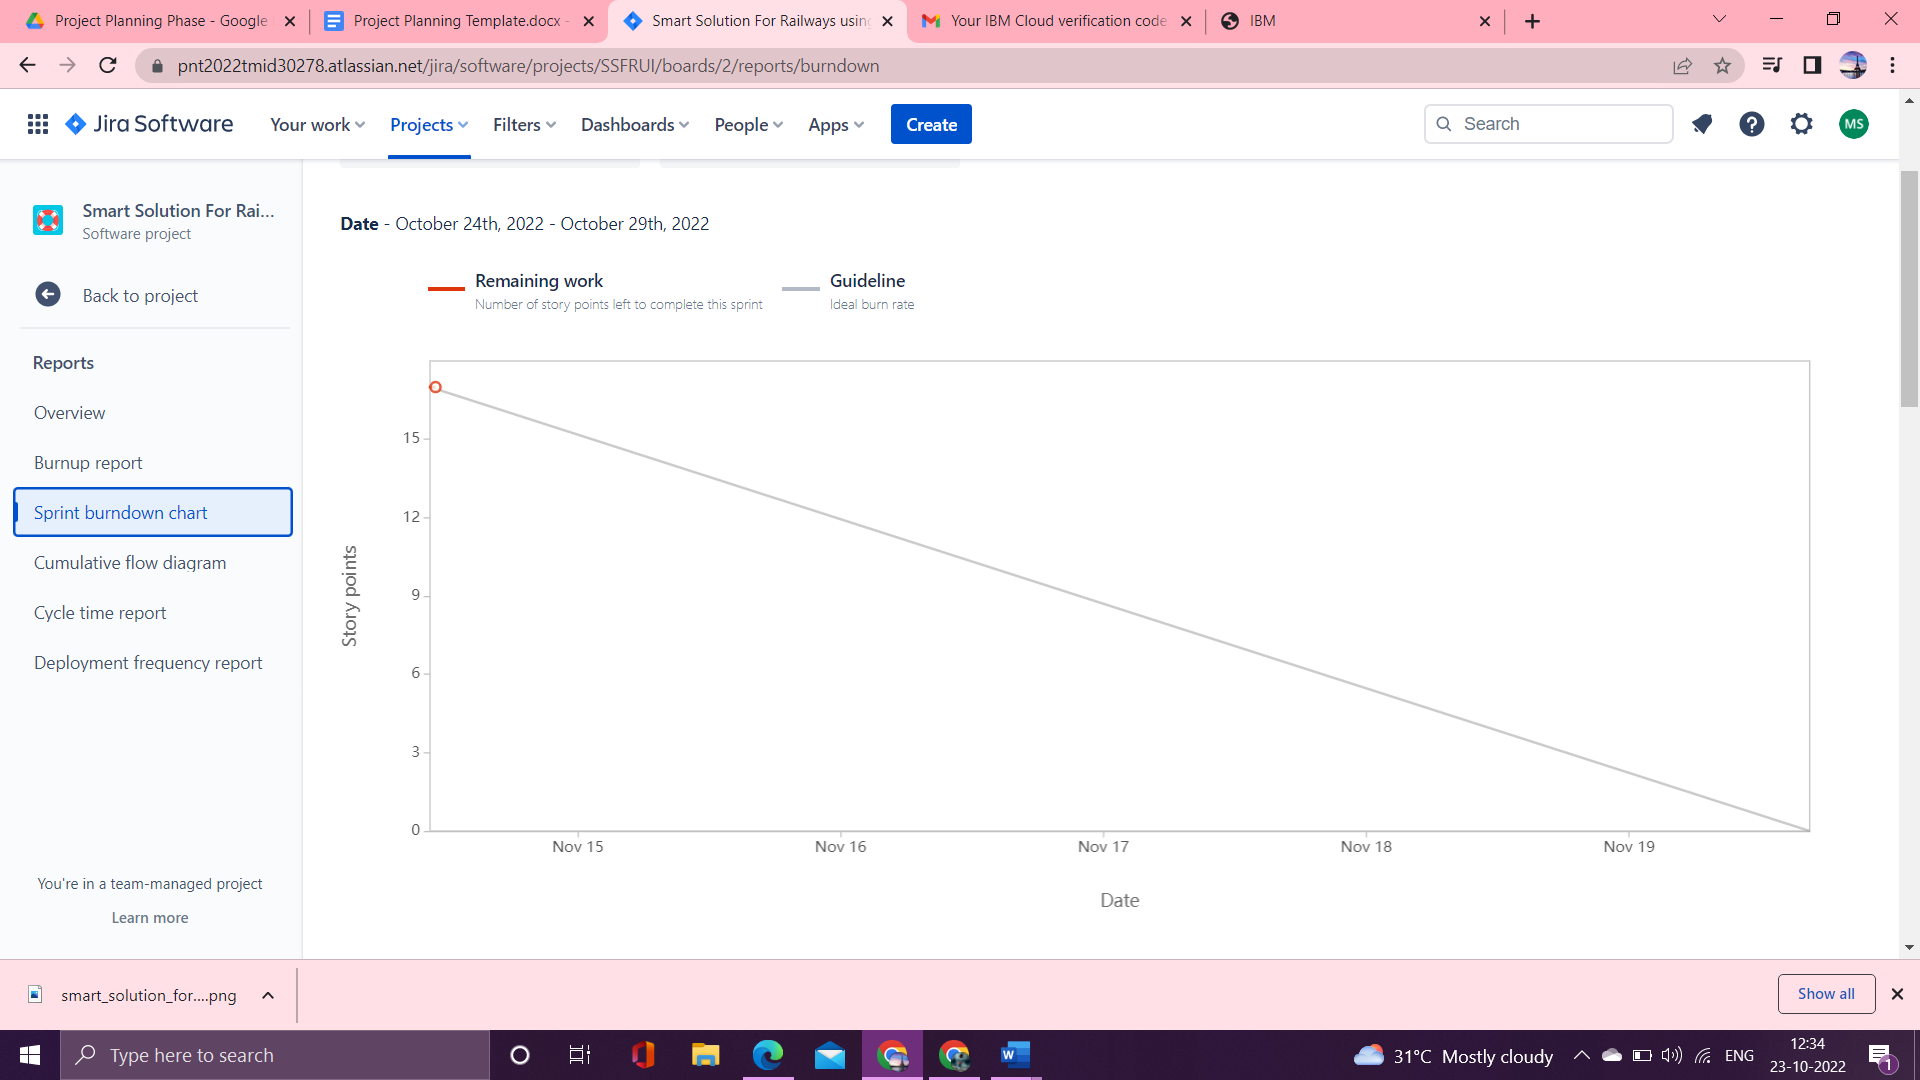 Project Planning Phase - Google
Project Planning Template.docx -
Smart Solution For Railways using
Your IBM Cloud verification code
IBM
pnt2022tmid30278.atlassian.net/jira/software/projects/SSFRUI/boards/2/reports/burndown
Jira Software
Your work
Projects
Filters
Dashboards
People
Apps
Create
Search
MS
Smart Solution For Rai...
Software project
Back to project
Reports
Overview
Burnup report
Sprint burndown chart
Cumulative flow diagram
Cycle time report
Deployment frequency report
You're in a team-managed project
Learn more
Date - October 24th, 2022 - October 29th, 2022
Remaining work
Number of story points left to complete this sprint
Guideline
Ideal burn rate
Story points
15
12
9
6
3
0
Nov 15
Nov 16
Nov 17
Nov 18
Nov 19
Date
smart_solution_for....png
Show all
Type here to search
31°C Mostly cloudy
ENG
12:34
23-10-2022
1